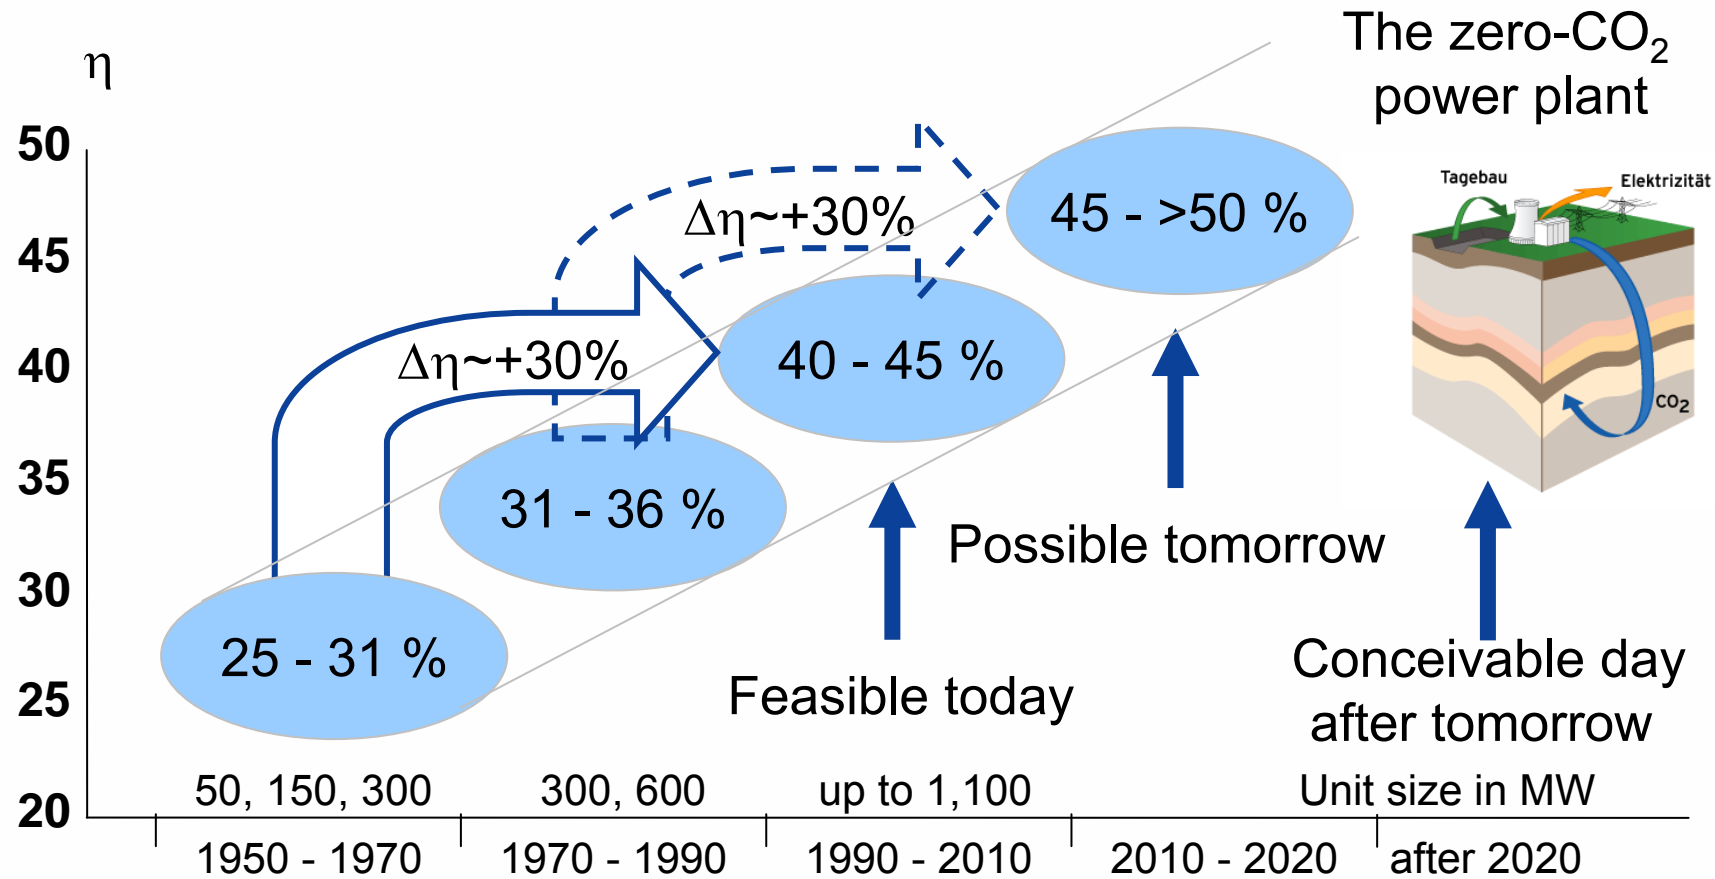 The zero-CO₂
power plant
η
50
45
40
35
30
25
20
Δη~+30%
Δη~+30%
45 - >50 %
40 - 45 %
31 - 36 %
25 - 31 %
Tagebau
Elektrizität
CO₂
Possible tomorrow
Feasible today
Conceivable day
after tomorrow
50, 150, 300
300, 600
up to 1,100
Unit size in MW
1950 - 1970
1970 - 1990
1990 - 2010
2010 - 2020
after 2020